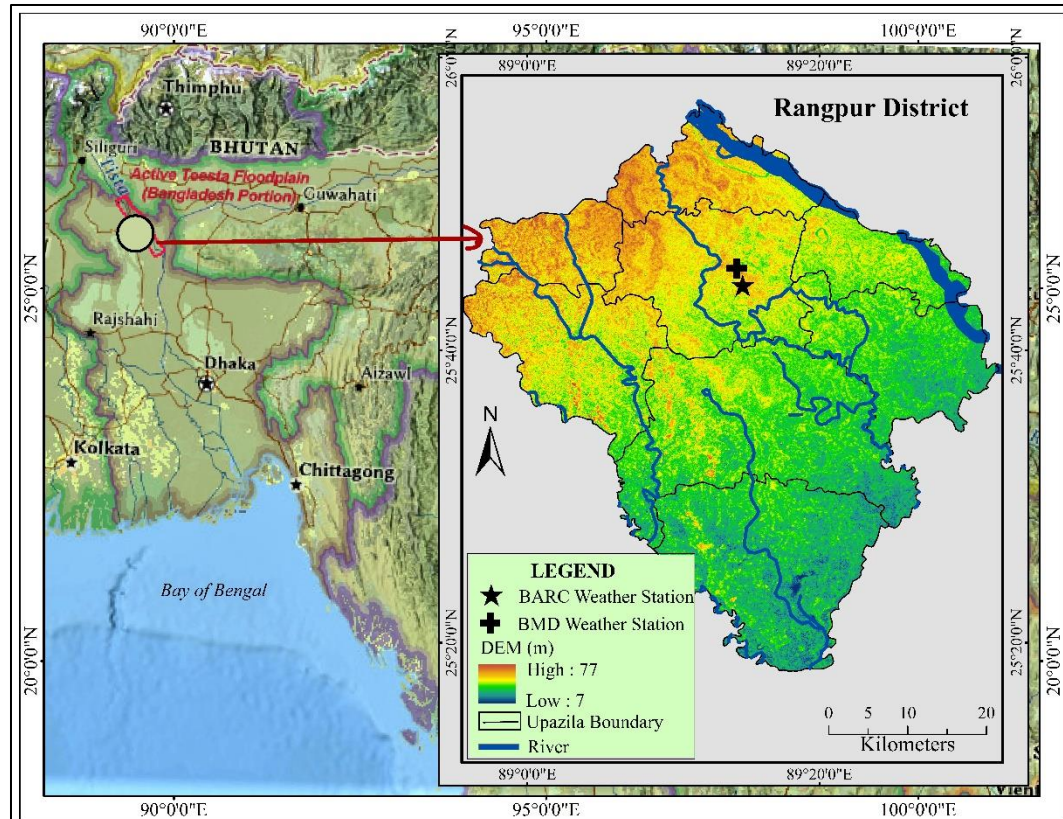 90°0'0"E
95°0'0"E
100°0'0"E
89°0'0"E
89°20'0"E
26°0'0"N
Thimphu
Rangpur District
BHUTAN
Siliguri
Tista
Active Teesta Floodplain
(Bangladesh Portion)
Guwahati
25°0'0"N
25°0'0"N
Rajshahi
25°40'0"N
25°40'0"N
Dhaka
Aizawl
N
Kolkata
Chittagong
Bay of Bengal
LEGEND
BARC Weather Station
BMD Weather Station
DEM (m)
High : 77
Low : 7
Upazila Boundary
River
0 5 10 20
Kilometers
20°0'0"N
25°20'0"N
25°20'0"N
20°0'0"N
89°0'0"E
89°20'0"E
90°0'0"E
95°0'0"E
100°0'0"E